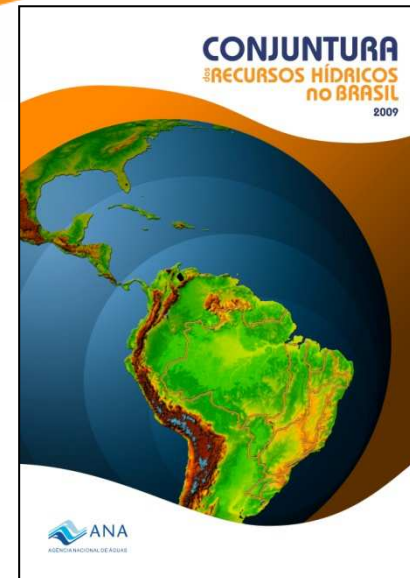 CONJUNTURA
dos RECURSOS HÍDRICOS
no BRASIL
2009
ANA
AGÊNCIA NACIONAL DE ÁGUAS